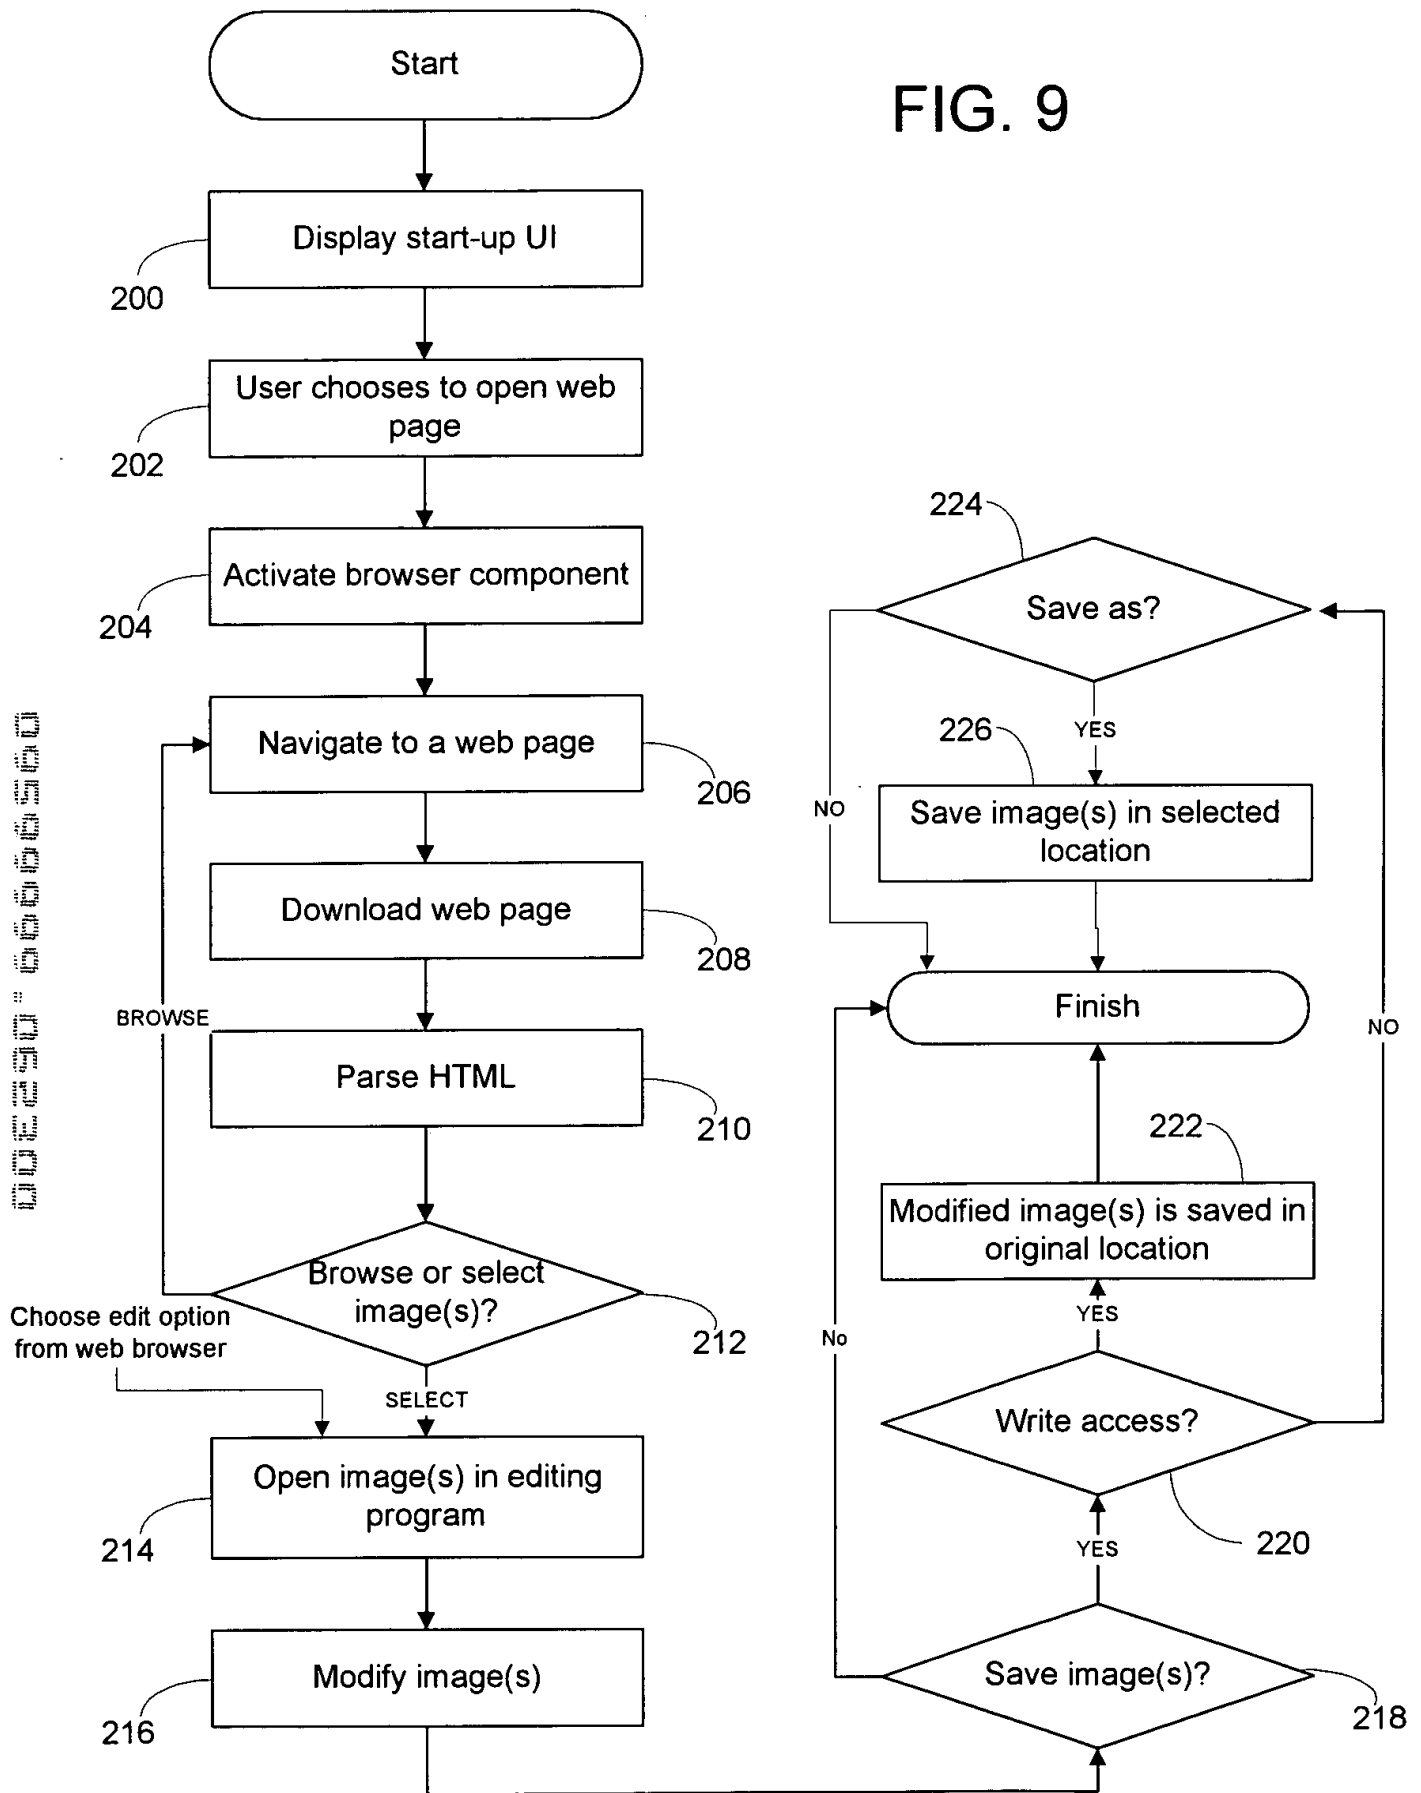 FIG. 9
Start
Display start-up UI
200
User chooses to open web
page
202
Activate browser component
204
Navigate to a web page
206
Download web page
208
BROWSE
Parse HTML
210
Browse or select
image(s)?
212
Choose edit option
from web browser
SELECT
Open image(s) in editing
program
214
Modify image(s)
216
224
Save as?
YES
226
NO
Save image(s) in selected
location
Finish
NO
222
Modified image(s) is saved in
original location
YES
No
Write access?
220
YES
Save image(s)?
218